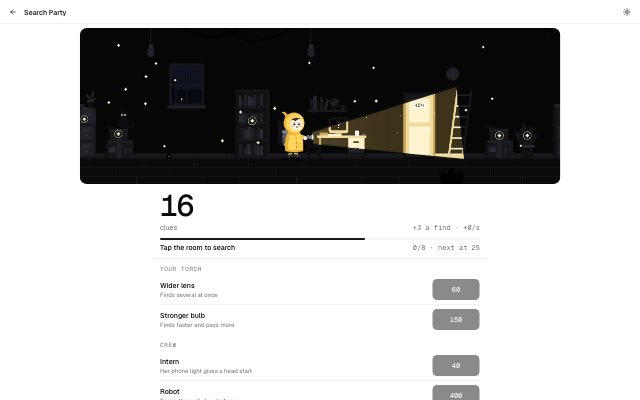 Search Party
404
16
clues
+3 a find · +0/s
Tap the room to search
0/8 · next at 25
YOUR TORCH
Wider lens
Finds several at once
60
Stronger bulb
Finds faster and pays more
150
CREW
Intern
Her phone light gives a head start
40
Robot
400